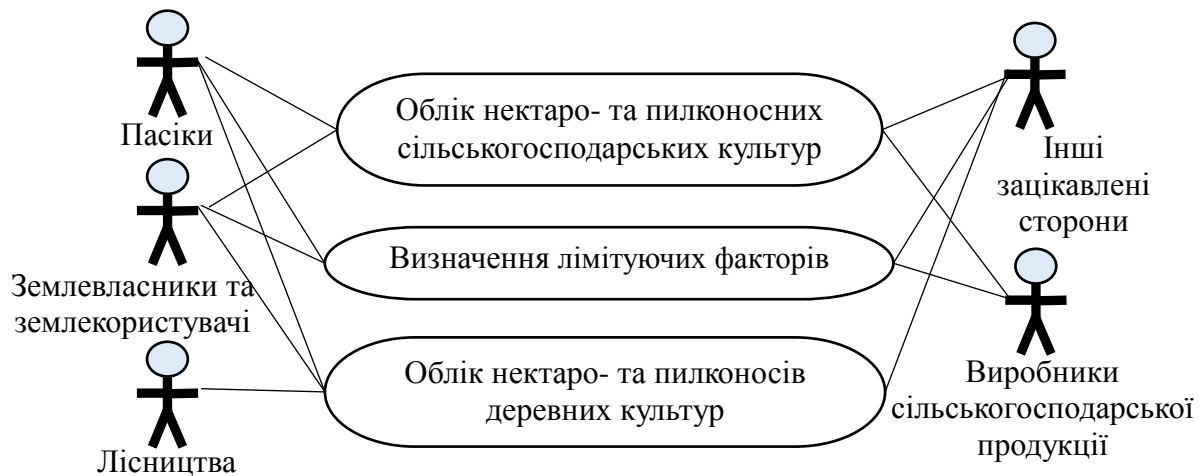 Пасіки
Землевласники та
землекористувачі
Лісництва
Облік нектаро- та пилконосних
сільськогосподарських культур
Визначення лімітуючих факторів
Облік нектаро- та пилконосів
деревних культур
Інші
зацікавлені
сторони
Виробники
сільськогосподарської
продукції